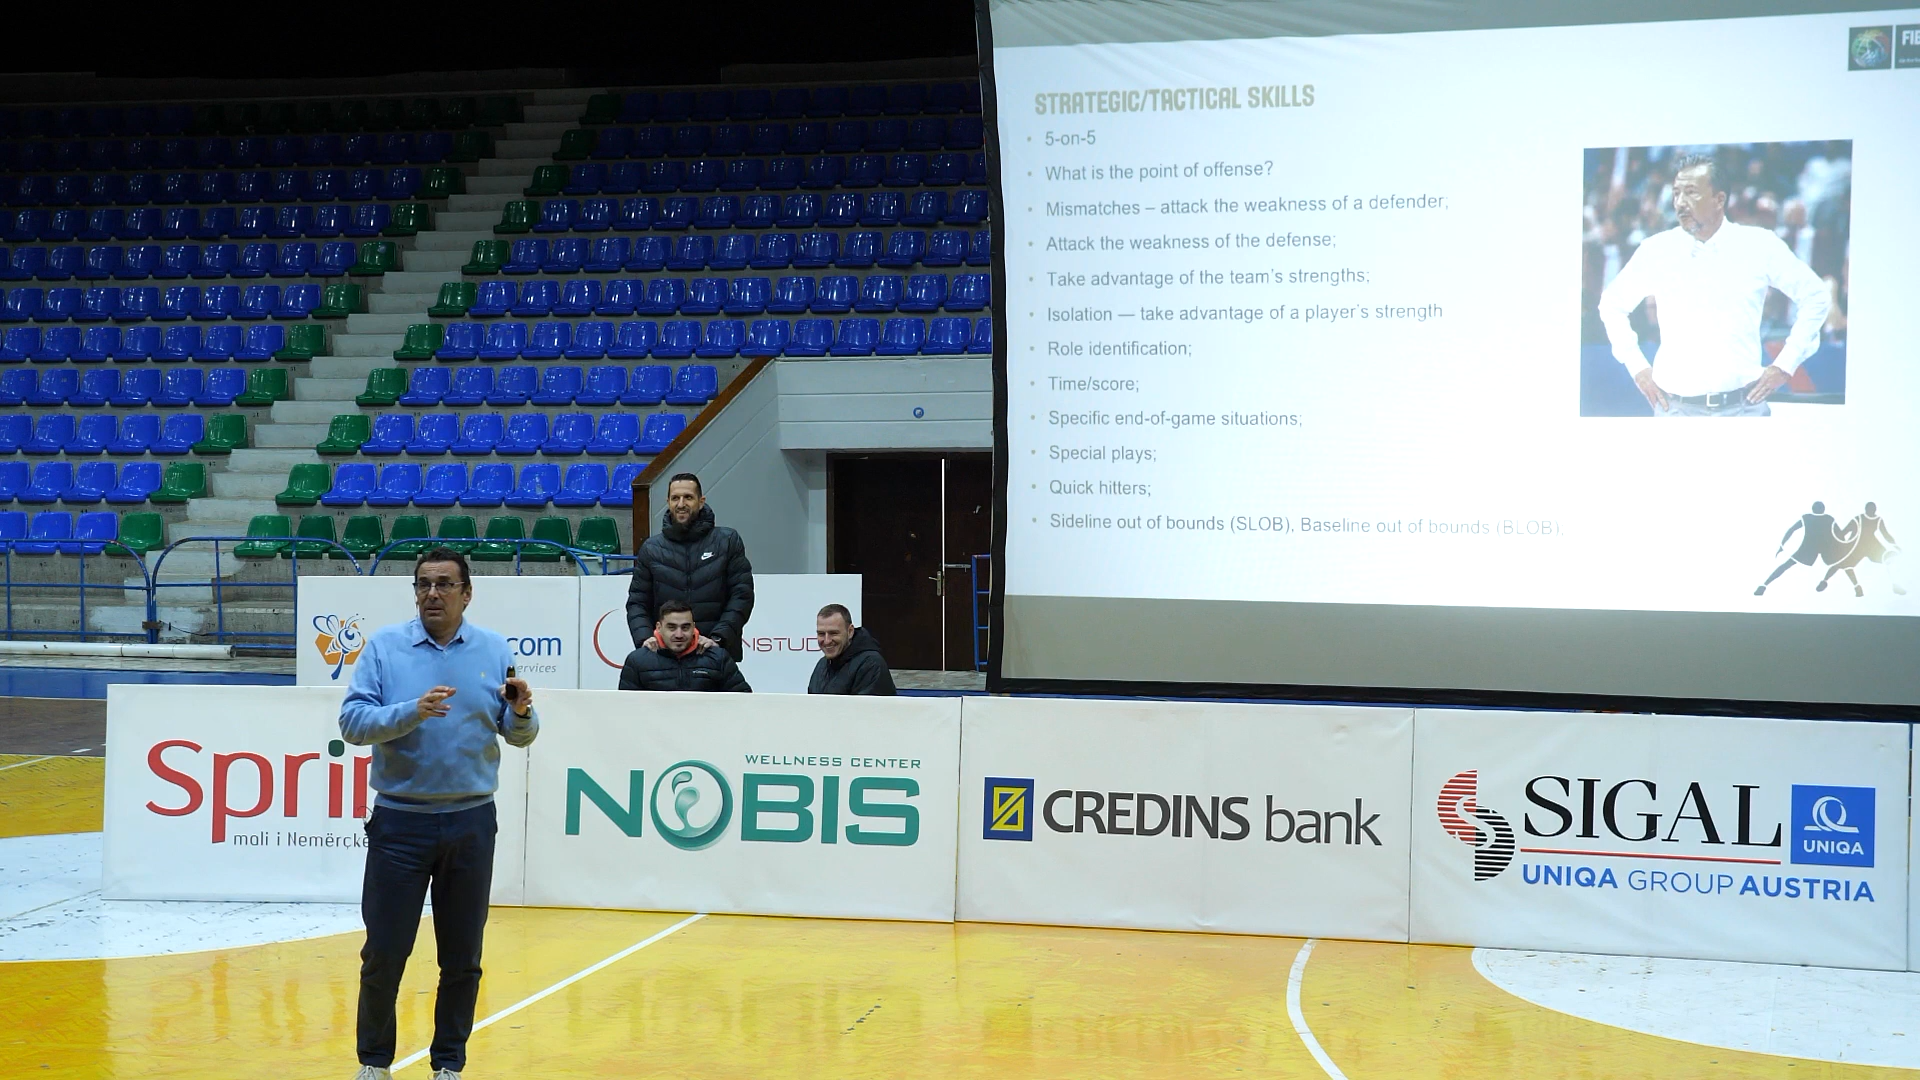 STRATEGIC/TACTICAL SKILLS
• 5-on-5
• What is the point of offense?
• Mismatches – attack the weakness of a defender;
• Attack the weakness of the defense;
• Take advantage of the team's strengths;
• Isolation — take advantage of a player's strength
• Role identification;
• Time/score;
• Specific end-of-game situations;
• Special plays;
• Quick hitters;
• Sideline out of bounds (SLOB), Baseline out of bounds (BLOB).
.com
services
NSTUD
Sprin
mali i Nemërçkë
WELLNESS CENTER
NOBIS
CREDINS bank
SIGAL
UNIQA
UNIQA GROUP AUSTRIA